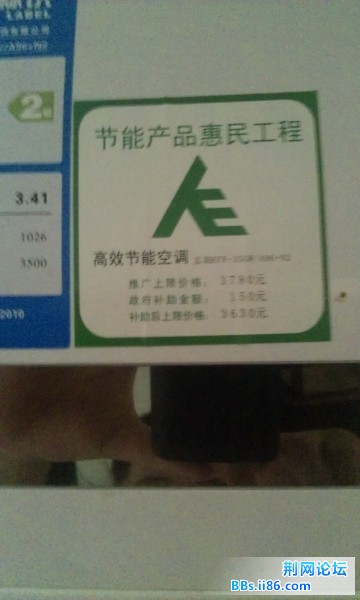 LABEL
2级
3.41
1026
3500
2010
节能产品惠民工程
高效节能空调
推广上限价格: 3780元
政府补助金额: 150元
补助后上限价格: 3630元
荆网论坛
BBs.ii86.com